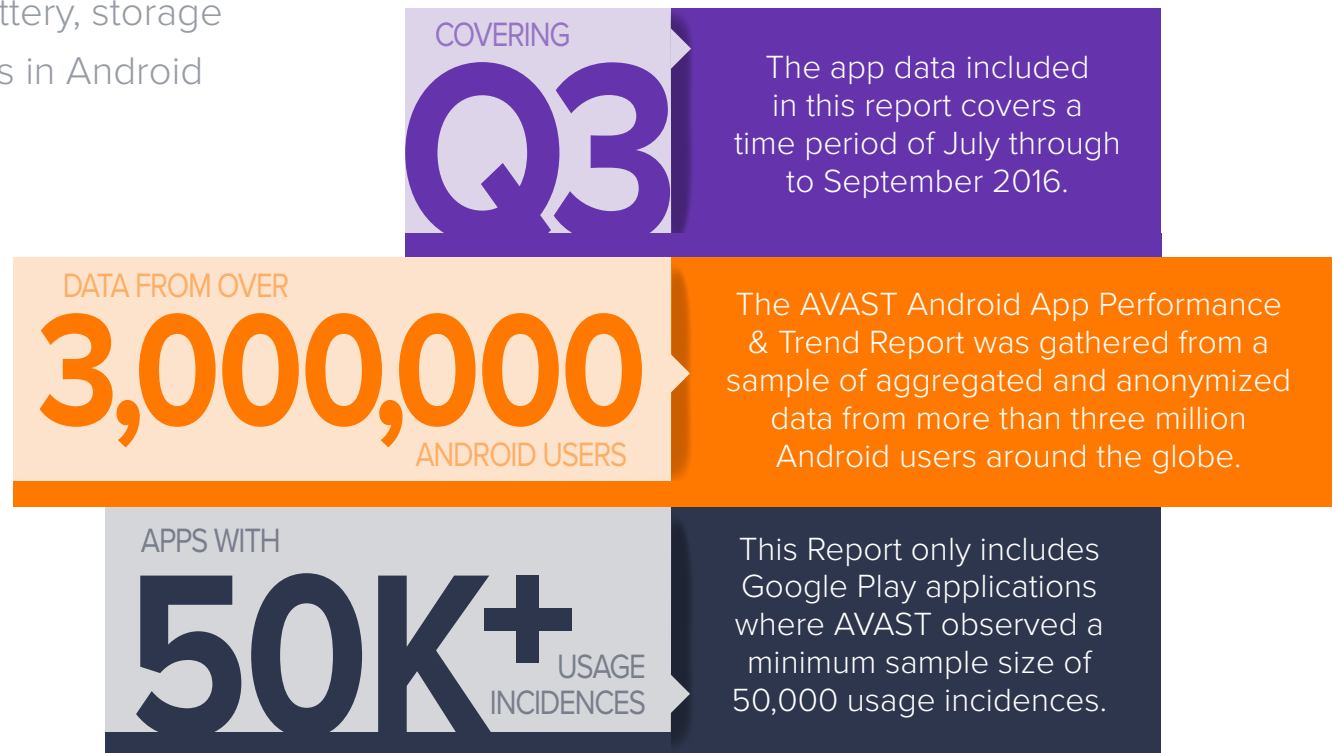 storage
in Android
COVERING
Q3
The app data included
in this report covers a
time period of July through
to September 2016.
DATA FROM OVER
3,000,000
ANDROID USERS
The AVAST Android App Performance
& Trend Report was gathered from a
sample of aggregated and anonymized
data from more than three million
Android users around the globe.
APPS WITH
50K+
USAGE
INCIDENCES
This Report only includes
Google Play applications
where AVAST observed a
minimum sample size of
50,000 usage incidences.